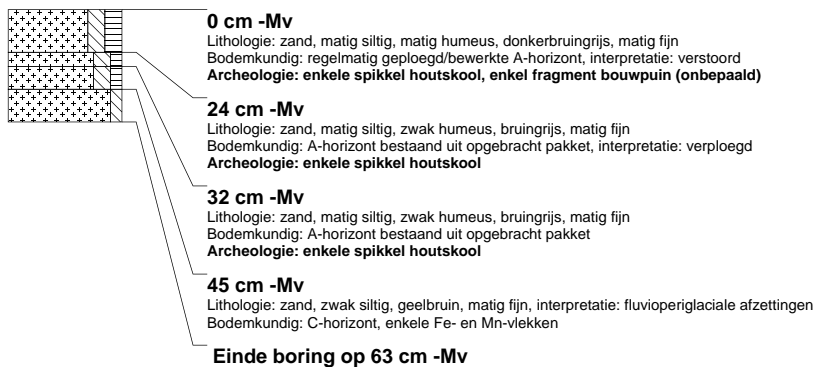 0 cm -Mv
Lithologie: zand, matig siltig, matig humeus, donkerbruingrijs, matig fijn
Bodemkundig: regelmatig geploegd/bewerkte A-horizont, interpretatie: verstoord
Archeologie: enkele spikkel houtskool, enkel fragment bouwpuin (onbepaald)
24 cm -Mv
Lithologie: zand, matig siltig, zwak humeus, bruingrijs, matig fijn
Bodemkundig: A-horizont bestaand uit opgebracht pakket, interpretatie: verploegd
Archeologie: enkele spikkel houtskool
32 cm -Mv
Lithologie: zand, matig siltig, zwak humeus, bruingrijs, matig fijn
Bodemkundig: A-horizont bestaand uit opgebracht pakket
Archeologie: enkele spikkel houtskool
45 cm -Mv
Lithologie: zand, zwak siltig, geelbruin, matig fijn, interpretatie: fluvioperiglaciale afzettingen
Bodemkundig: C-horizont, enkele Fe- en Mn-vlekken
Einde boring op 63 cm -Mv